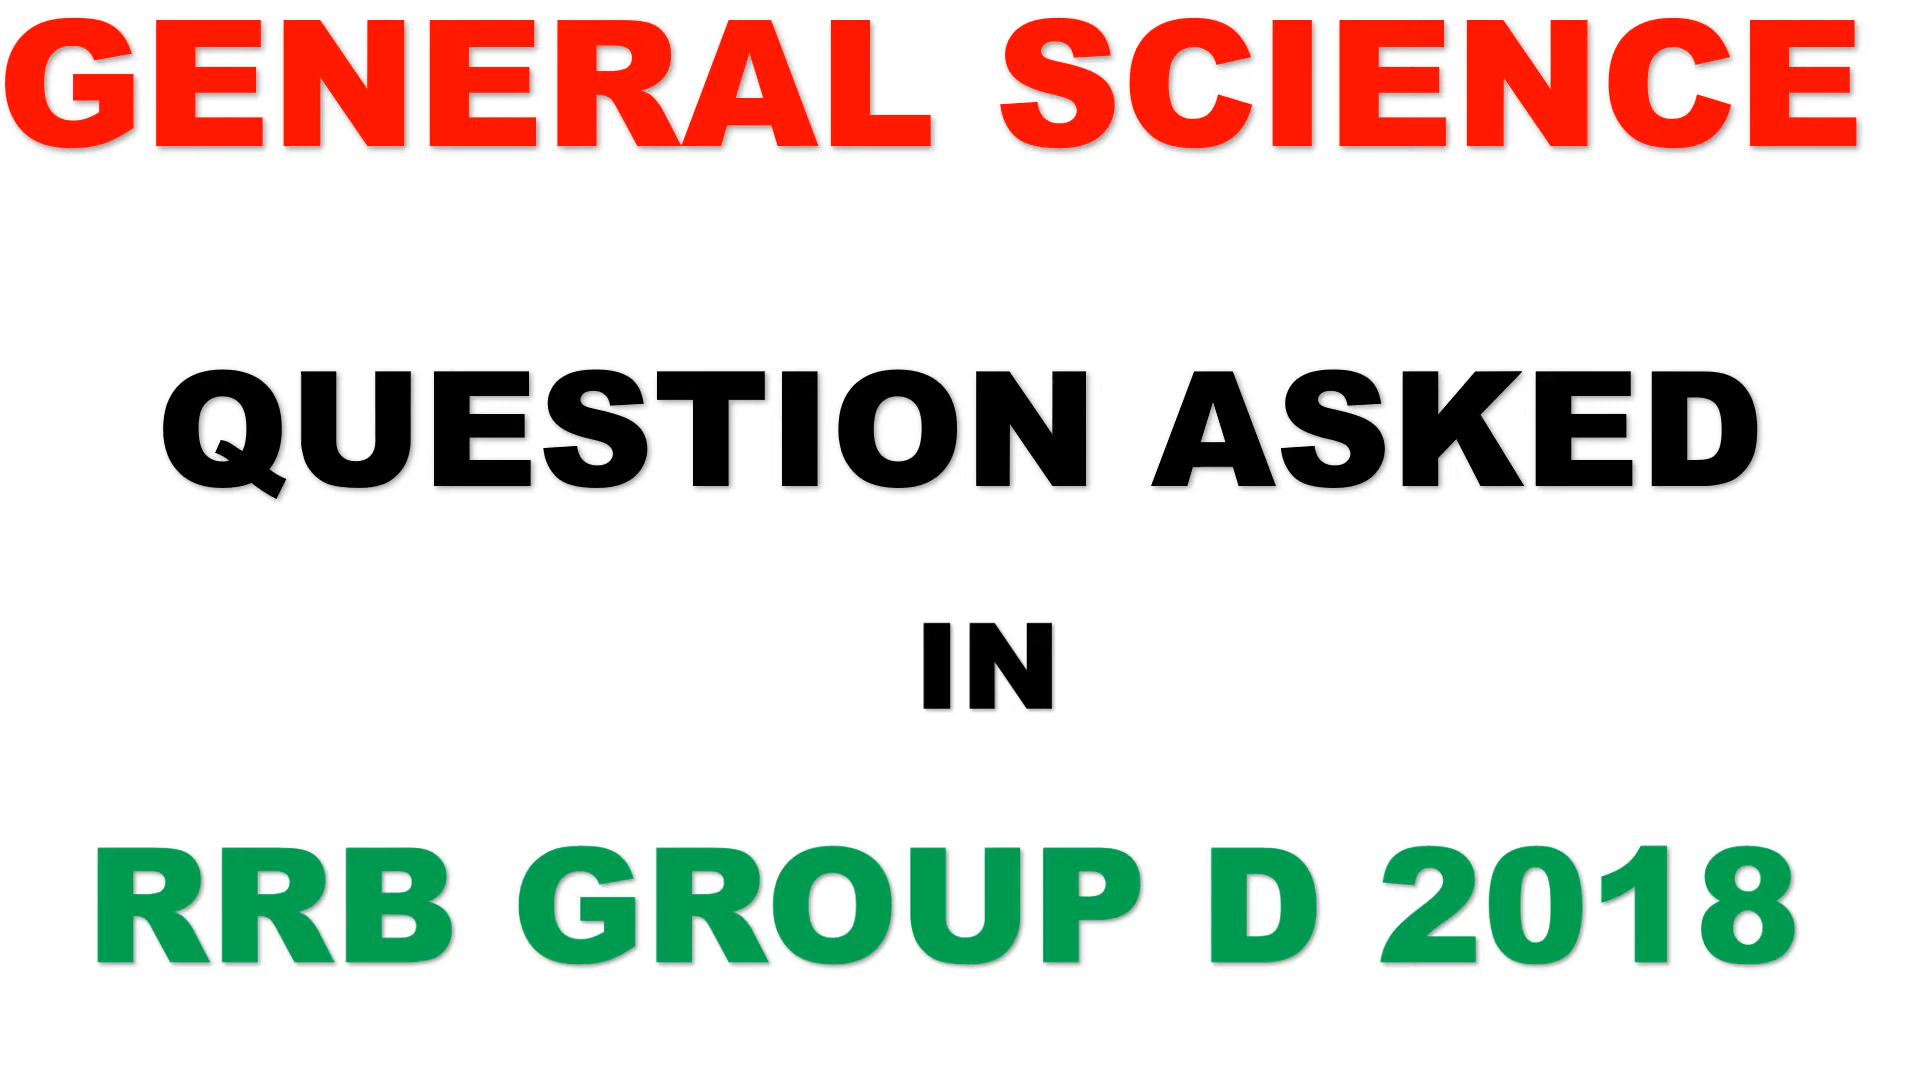 GENERAL SCIENCE
QUESTION ASKED
IN
RRB GROUP D 2018